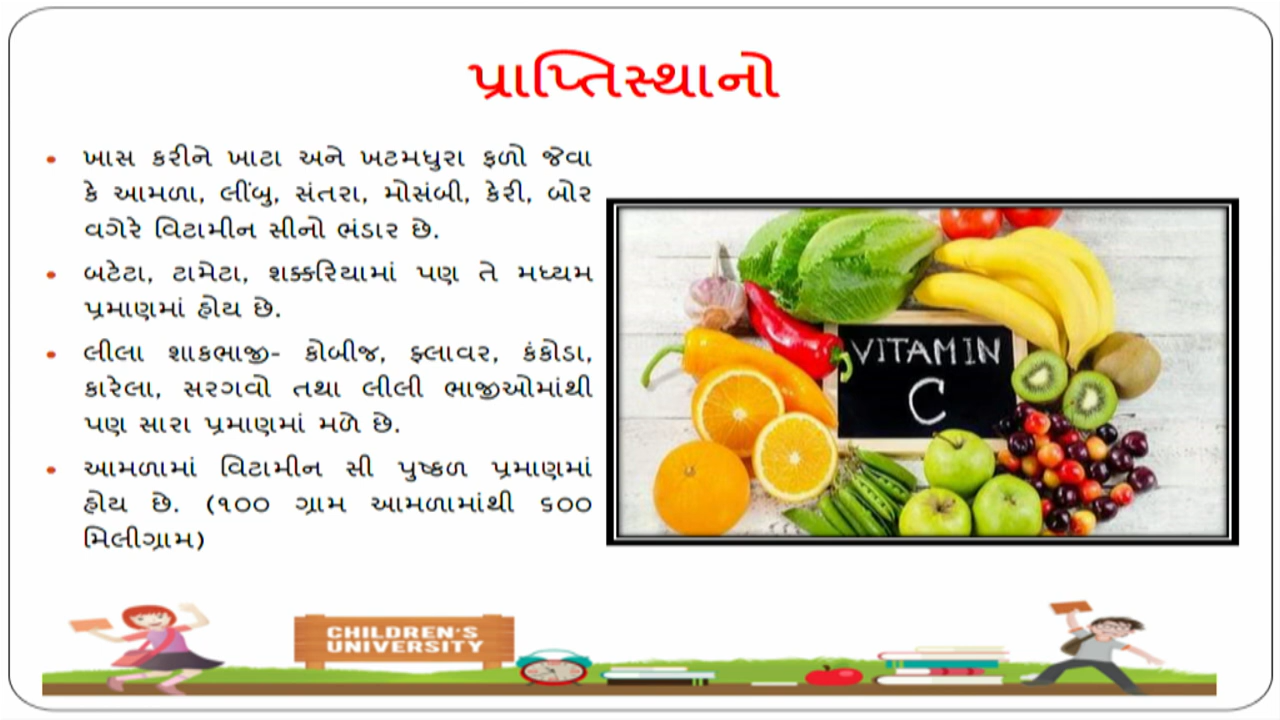 પ્રાપ્તિસ્થાનો
ખાસ કરીને ખાટા અને ખટમધુરા ફળો જેવા
કે આમળા, લીંબુ, સંતરા, મોસંબી, કેરી, બોર
વગેરે વિટામીન સીનો ભંડાર છે.
બટેટા, ટામેટા, શક્કરિયામાં પણ તે મધ્યમ
પ્રમાણમાં હોય છે.
લીલા શાકભાજી- કોબીજ, ફ્લાવર, કંકોડા,
કારેલા, સરગવો તથા લીલી ભાજીઓમાંથી
પણ સારા પ્રમાણમાં મળે છે.
આમળામાં વિટામીન સી પુષ્કળ પ્રમાણમાં
હોય છે. (૧૦૦ ગ્રામ આમળામાંથી ૬૦૦
મિલીગ્રામ)
VITAMIN
C
CHILDREN'S
UNIVERSITY